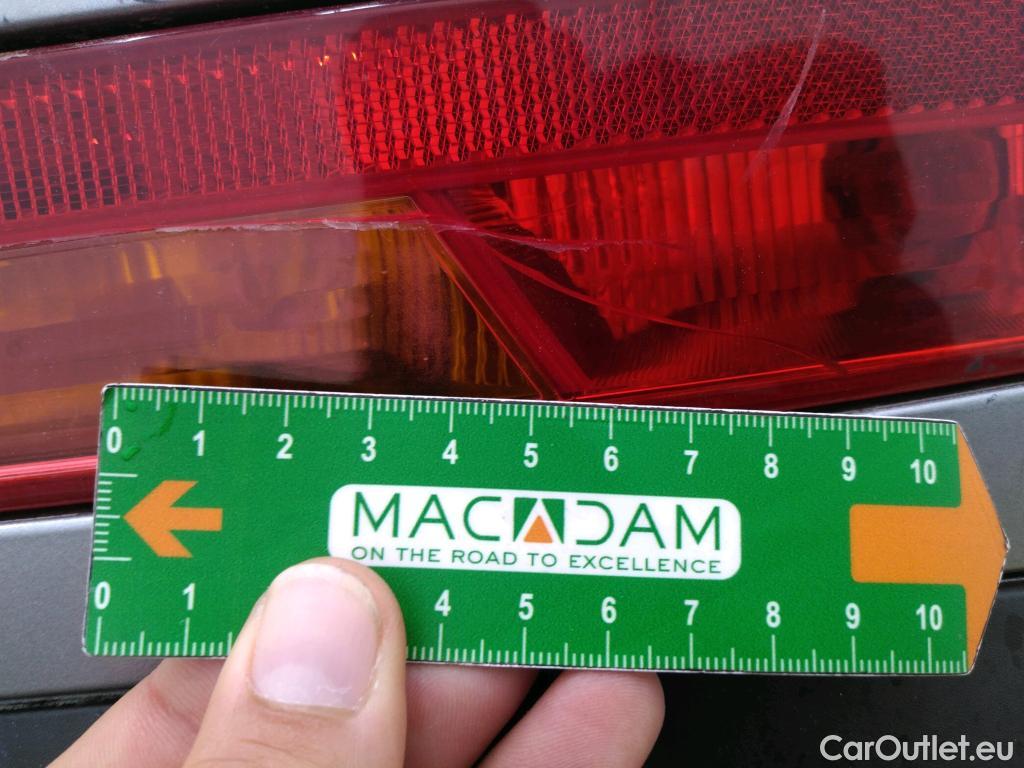 0 1 2 3 4 5 6 7 8 9 10
MACADAM
ON THE ROAD TO EXCELLENCE
0 1 4 5 6 7 8 9 10
CarOutlet.eu